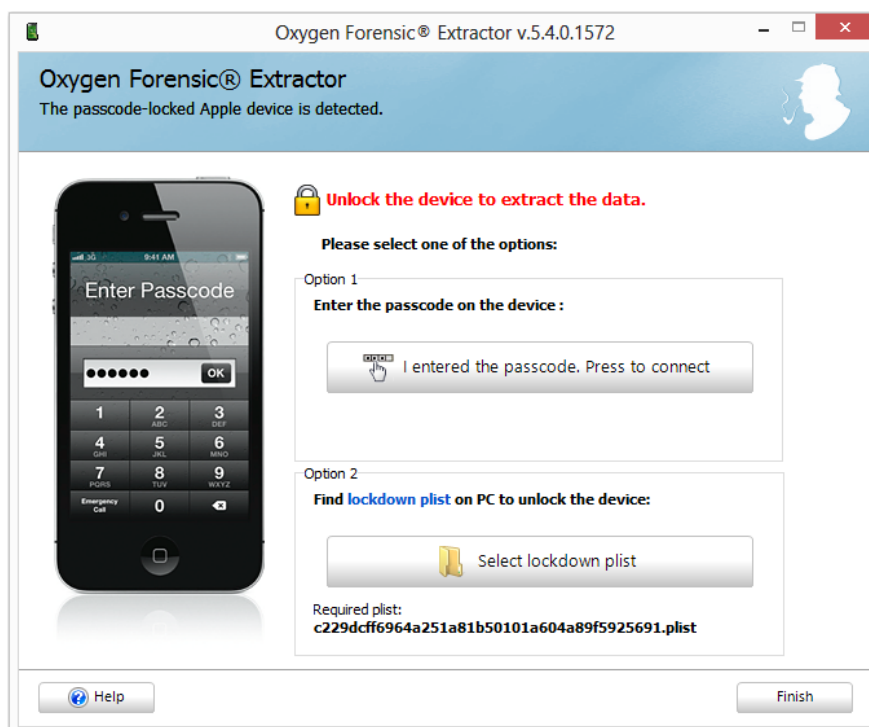 Oxygen Forensic® Extractor v.5.4.0.1572
Oxygen Forensic® Extractor
The passcode-locked Apple device is detected.
3G
9:41 AM
Enter Passcode
OK
1
2
ABC
3
DEF
4
GHI
5
JKL
6
MNO
7
PQRS
8
TUV
9
WXYZ
Emergency
Call
0
Unlock the device to extract the data.
Please select one of the options:
Option 1
Enter the passcode on the device :
I entered the passcode. Press to connect
Option 2
Find lockdown plist on PC to unlock the device:
Select lockdown plist
Required plist:
c229dcff6964a251a81b50101a604a89f5925691.plist
Help
Finish